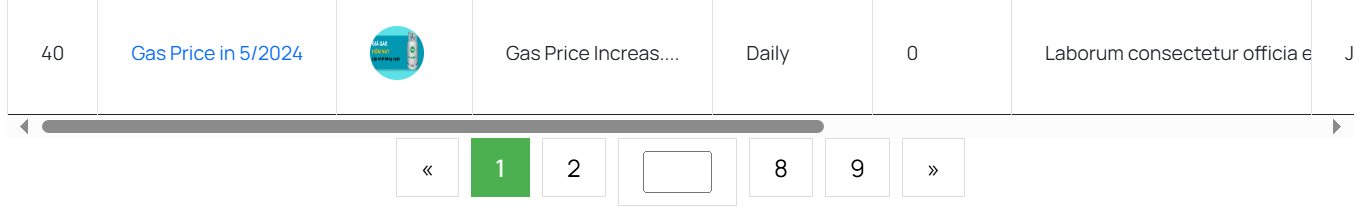 40 Gas Price in 5/2024 Gas Price Increas.... Daily 0 Laborum consectetur officia e J
« 1 2 8 9 »